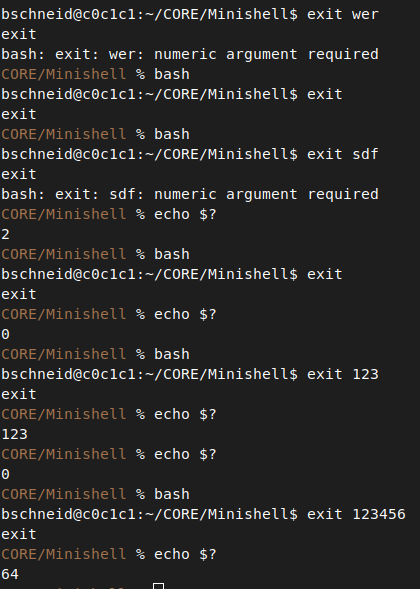 bschneid@c0c1c1:~/CORE/Minishell$ exit wer
exit
bash: exit: wer: numeric argument required
CORE/Minishell % bash
bschneid@c0c1c1:~/CORE/Minishell$ exit
exit
CORE/Minishell % bash
bschneid@c0c1c1:~/CORE/Minishell$ exit sdf
exit
bash: exit: sdf: numeric argument required
CORE/Minishell % echo $?
2
CORE/Minishell % bash
bschneid@c0c1c1:~/CORE/Minishell$ exit
exit
CORE/Minishell % echo $?
0
CORE/Minishell % bash
bschneid@c0c1c1:~/CORE/Minishell$ exit 123
exit
CORE/Minishell % echo $?
123
CORE/Minishell % echo $?
0
CORE/Minishell % bash
bschneid@c0c1c1:~/CORE/Minishell$ exit 123456
exit
CORE/Minishell % echo $?
64